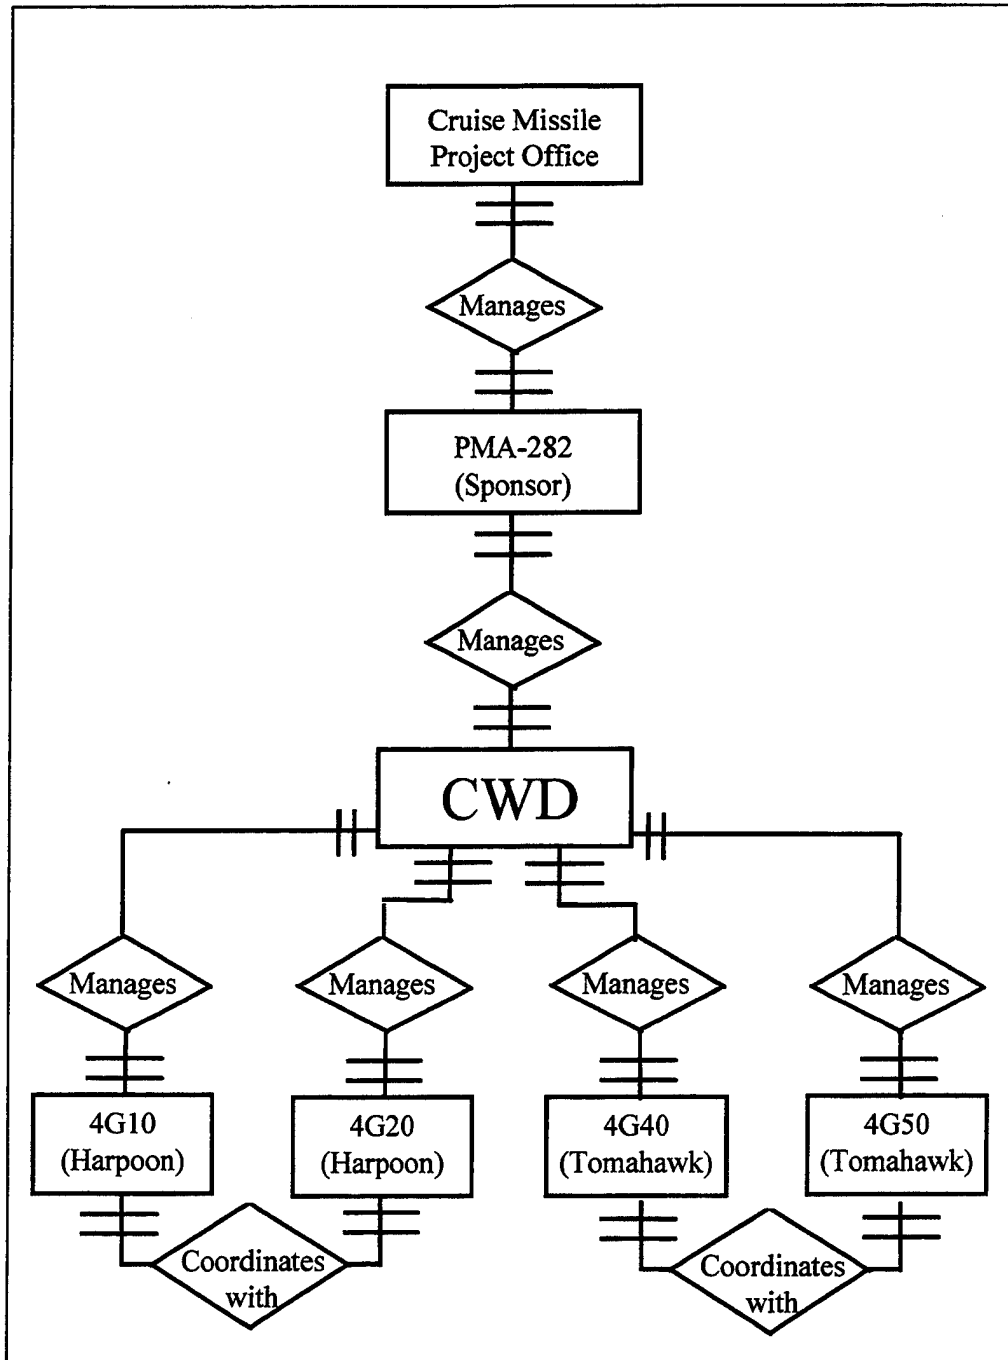 Cruise Missile
Project Office
Manages
PMA-282
(Sponsor)
Manages
CWD
Manages
Manages
Manages
Manages
4G10
(Harpoon)
4G20
(Harpoon)
4G40
(Tomahawk)
4G50
(Tomahawk)
Coordinates
with
Coordinates
with